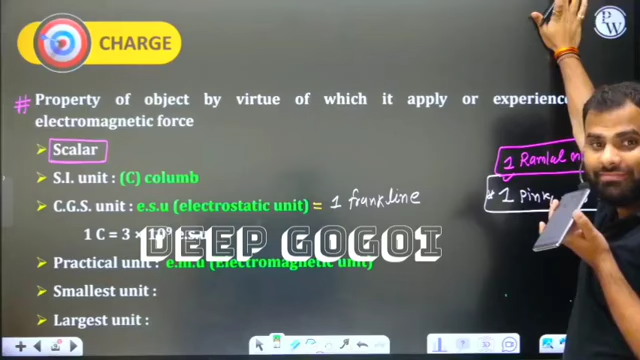 CHARGE
PW
# Property of object by virtue of which it apply or experience
electromagnetic force
Scalar
S.I. unit : (C) columb
C.G.S. unit : e.s.u (electrostatic unit) = 1 frankline
1 C = 3 × 10⁹ e.s.u
DEEP GOGOI
Practical unit : e.m.u (Electromagnetic unit)
Smallest unit :
Largest unit :
1
* 1 Pink